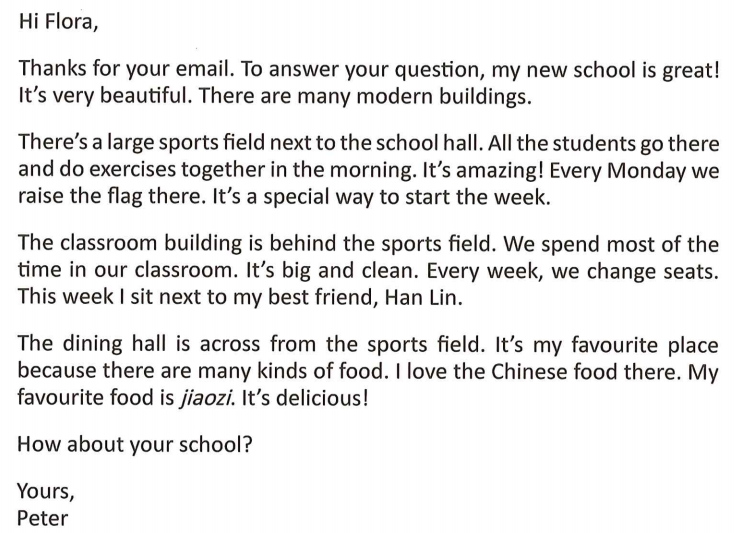 Hi Flora,
Thanks for your email. To answer your question, my new school is great!
It's very beautiful. There are many modern buildings.
There's a large sports field next to the school hall. All the students go there
and do exercises together in the morning. It's amazing! Every Monday we
raise the flag there. It's a special way to start the week.
The classroom building is behind the sports field. We spend most of the
time in our classroom. It's big and clean. Every week, we change seats.
This week I sit next to my best friend, Han Lin.
The dining hall is across from the sports field. It's my favourite place
because there are many kinds of food. I love the Chinese food there. My
favourite food is jiaozi. It's delicious!
How about your school?
Yours,
Peter